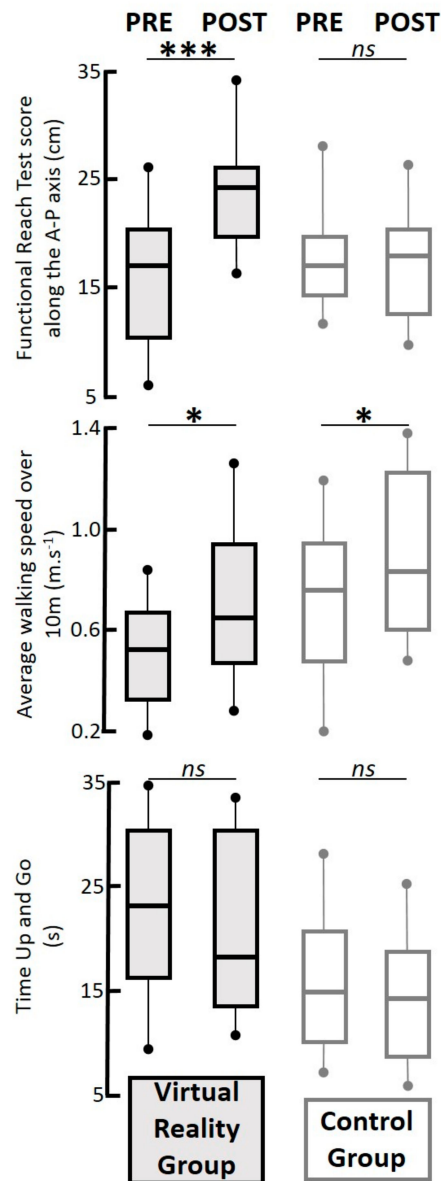 PRE POST PRE POST
*** ns
Functional Reach Test score
along the A-P axis (cm)
35
25
15
5
* *
Average walking speed over
10m (m.s⁻¹)
1.4
1.0
0.6
0.2
ns ns
Time Up and Go
(s)
35
25
15
5
Virtual
Reality
Group
Control
Group